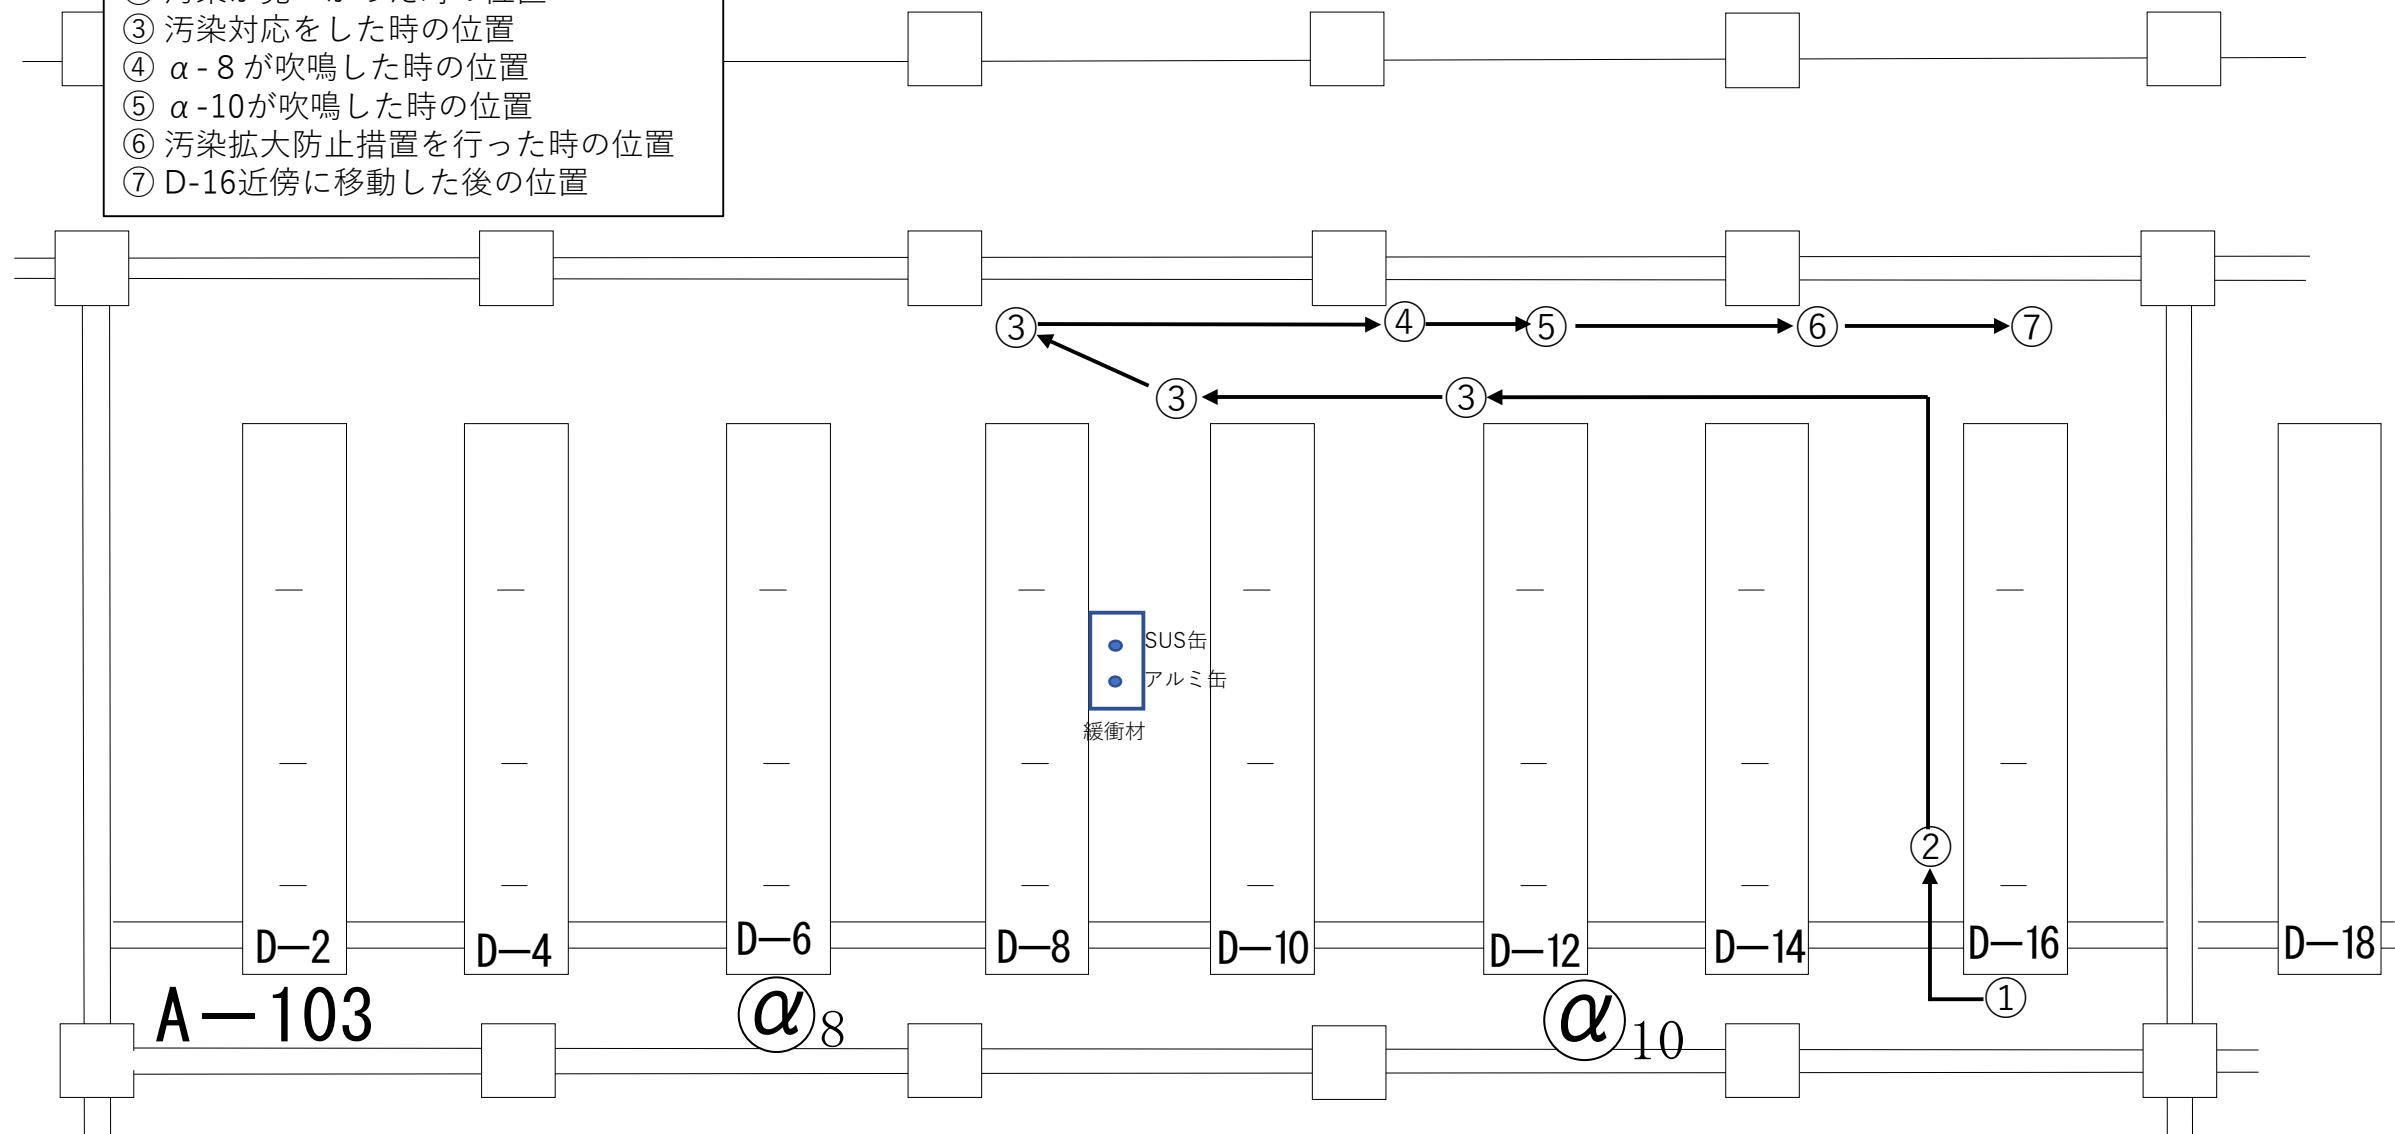 ③ 汚染対応をした時の位置
④ α-8が吹鳴した時の位置
⑤ α-10が吹鳴した時の位置
⑥ 汚染拡大防止措置を行った時の位置
⑦ D-16近傍に移動した後の位置
③
④
⑤
⑥
⑦
③
③
SUS缶
アルミ缶
緩衝材
②
D-2
D-4
D-6
D-8
D-10
D-12
D-14
D-16
D-18
①
A-103
α8
α10